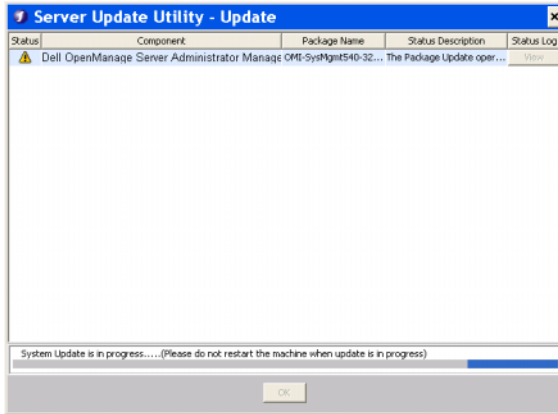 Server Update Utility - Update
Status Component Package Name Status Description Status Log
Dell OpenManage Server Administrator Manage OMI-SysMgmt540-32... The Package Update oper... View
System Update is in progress.....(Please do not restart the machine when update is in progress)
OK